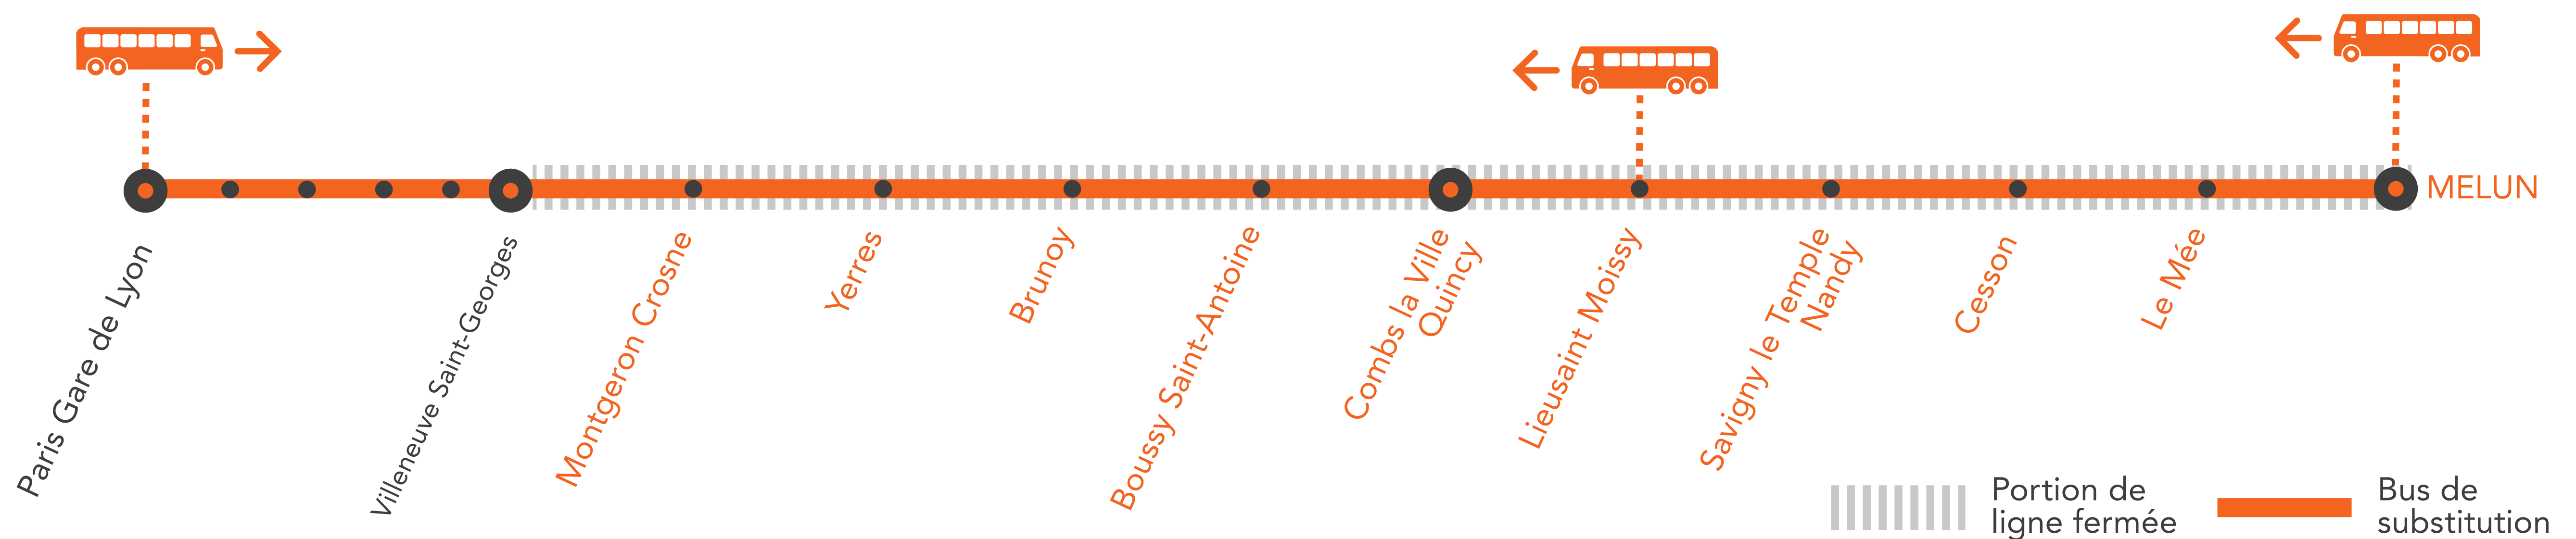 MELUN
Paris Gare de Lyon
Villeneuve Saint-Georges
Montgeron Crosne
Yerres
Brunoy
Boussy Saint-Antoine
Combs la Ville
Quincy
Lieusaint Moissy
Savigny le Temple
Nandy
Cesson
Le Mée
Portion de
ligne fermée
Bus de
substitution